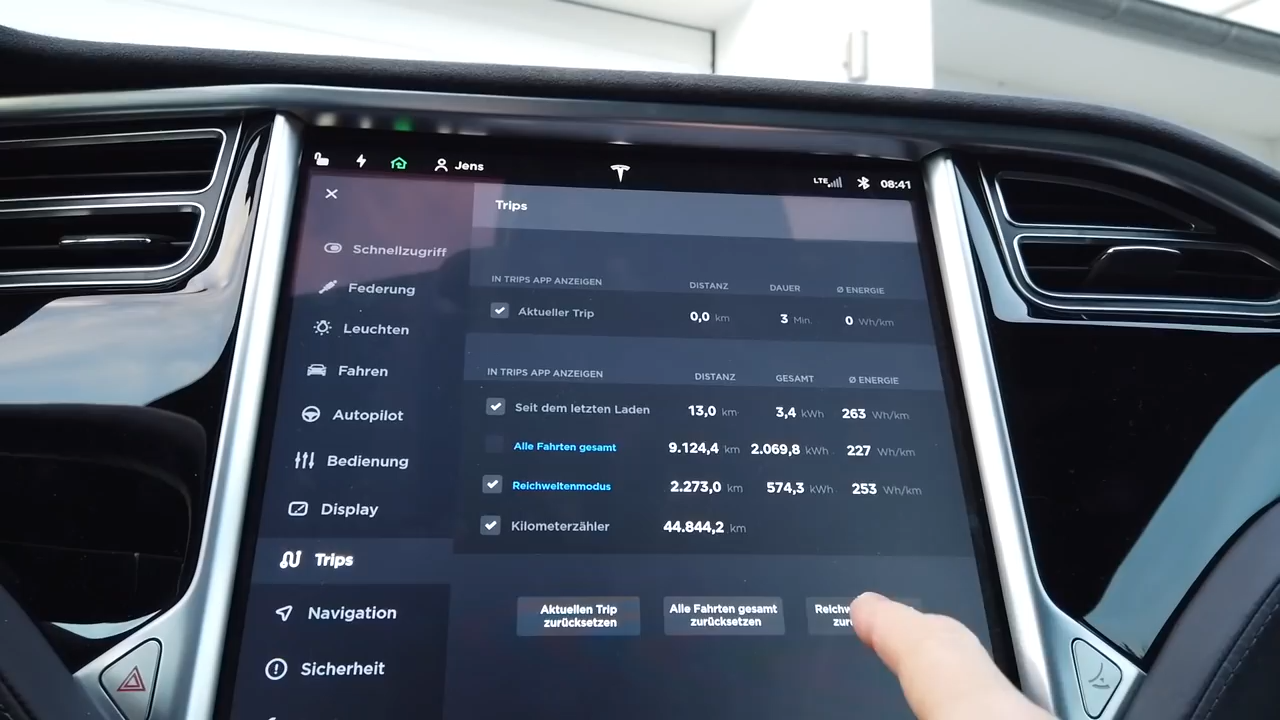 Jens
LTE
08:41
Trips
Schnellzugriff
Federung
Leuchten
Fahren
Autopilot
Bedienung
Display
Trips
Navigation
Sicherheit
IN TRIPS APP ANZEIGEN DISTANZ DAUER Ø ENERGIE
Aktueller Trip 0,0 km 3 Min. 0 Wh/km
IN TRIPS APP ANZEIGEN DISTANZ GESAMT Ø ENERGIE
Seit dem letzten Laden 13,0 km 3,4 kWh 263 Wh/km
Alle Fahrten gesamt 9.124,4 km 2.069,8 kWh 227 Wh/km
Reichweitenmodus 2.273,0 km 574,3 kWh 253 Wh/km
Kilometerzähler 44.844,2 km
Aktuellen Trip
zurücksetzen
Alle Fahrten gesamt
zurücksetzen